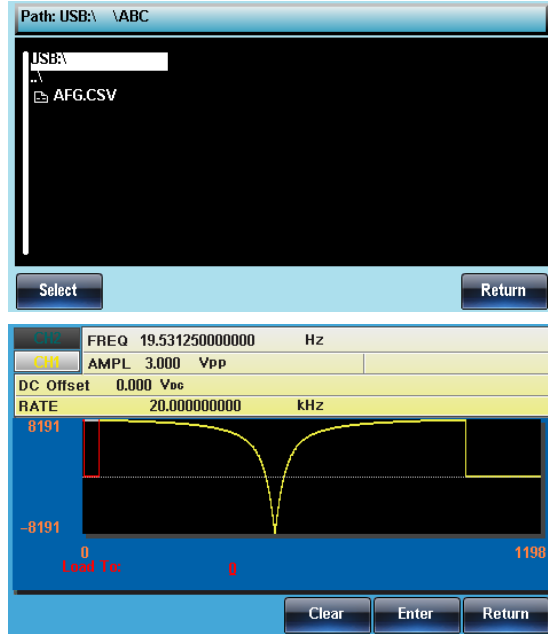 Path: USB:\ \ABC
USB:\
..\
AFG.CSV
Select Return
CH2 FREQ 19.531250000000 Hz
CH1 AMPL 3.000 Vpp
DC Offset 0.000 VDC
RATE 20.000000000 kHz
8191
-8191
0 1198
Load To: 0
Clear Enter Return